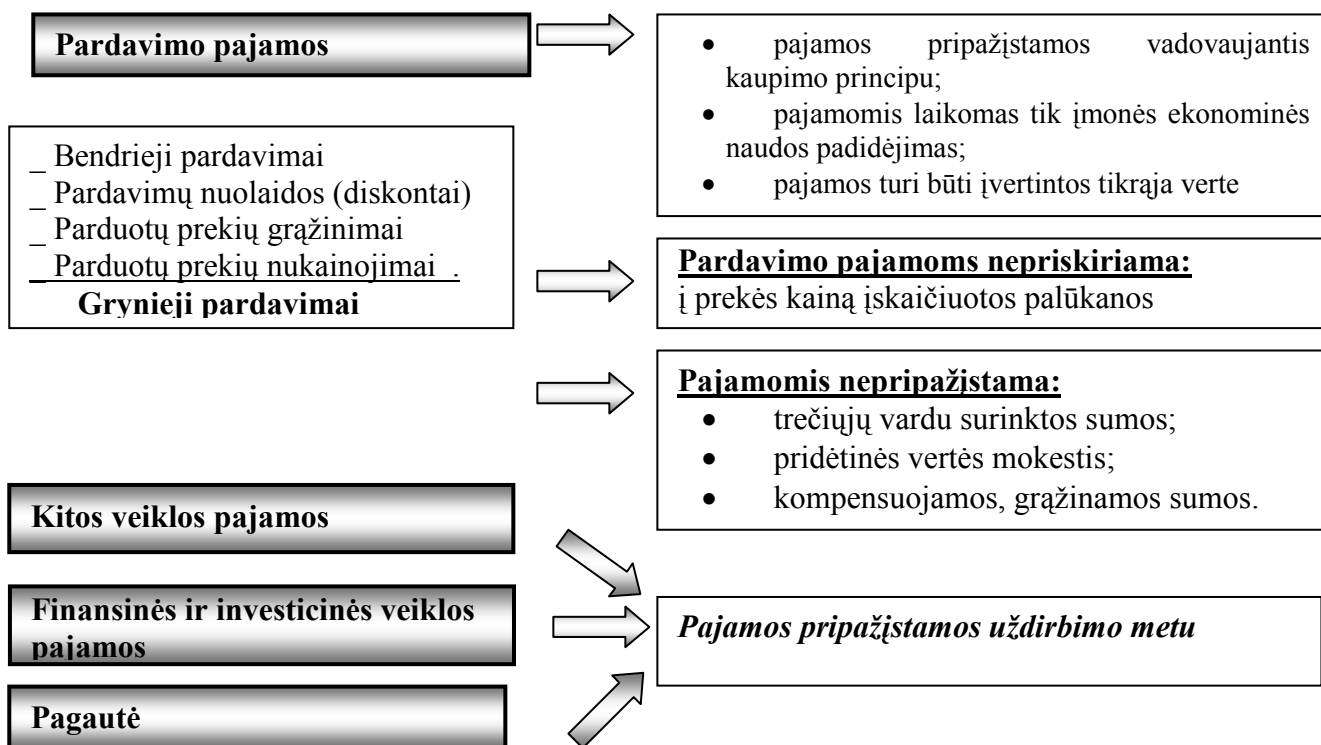 Pardavimo pajamos
• pajamos pripažįstamos vadovaujantis
kaupimo principu;
• pajamomis laikomas tik įmonės ekonominės
naudos padidėjimas;
• pajamos turi būti įvertintos tikrąja verte
_ Bendrieji pardavimai
_ Pardavimų nuolaidos (diskontai)
_ Parduotų prekių grąžinimai
_ Parduotų prekių nukainojimai .
Grynieji pardavimai
Pardavimo pajamoms nepriskiriama:
į prekės kainą įskaičiuotos palūkanos
Pajamomis nepripažįstama:
• trečiųjų vardu surinktos sumos;
• pridėtinės vertės mokestis;
• kompensuojamos, grąžinamos sumos.
Kitos veiklos pajamos
Finansinės ir investicinės veiklos
pajamos
Pajamos pripažįstamos uždirbimo metu
Pagautė